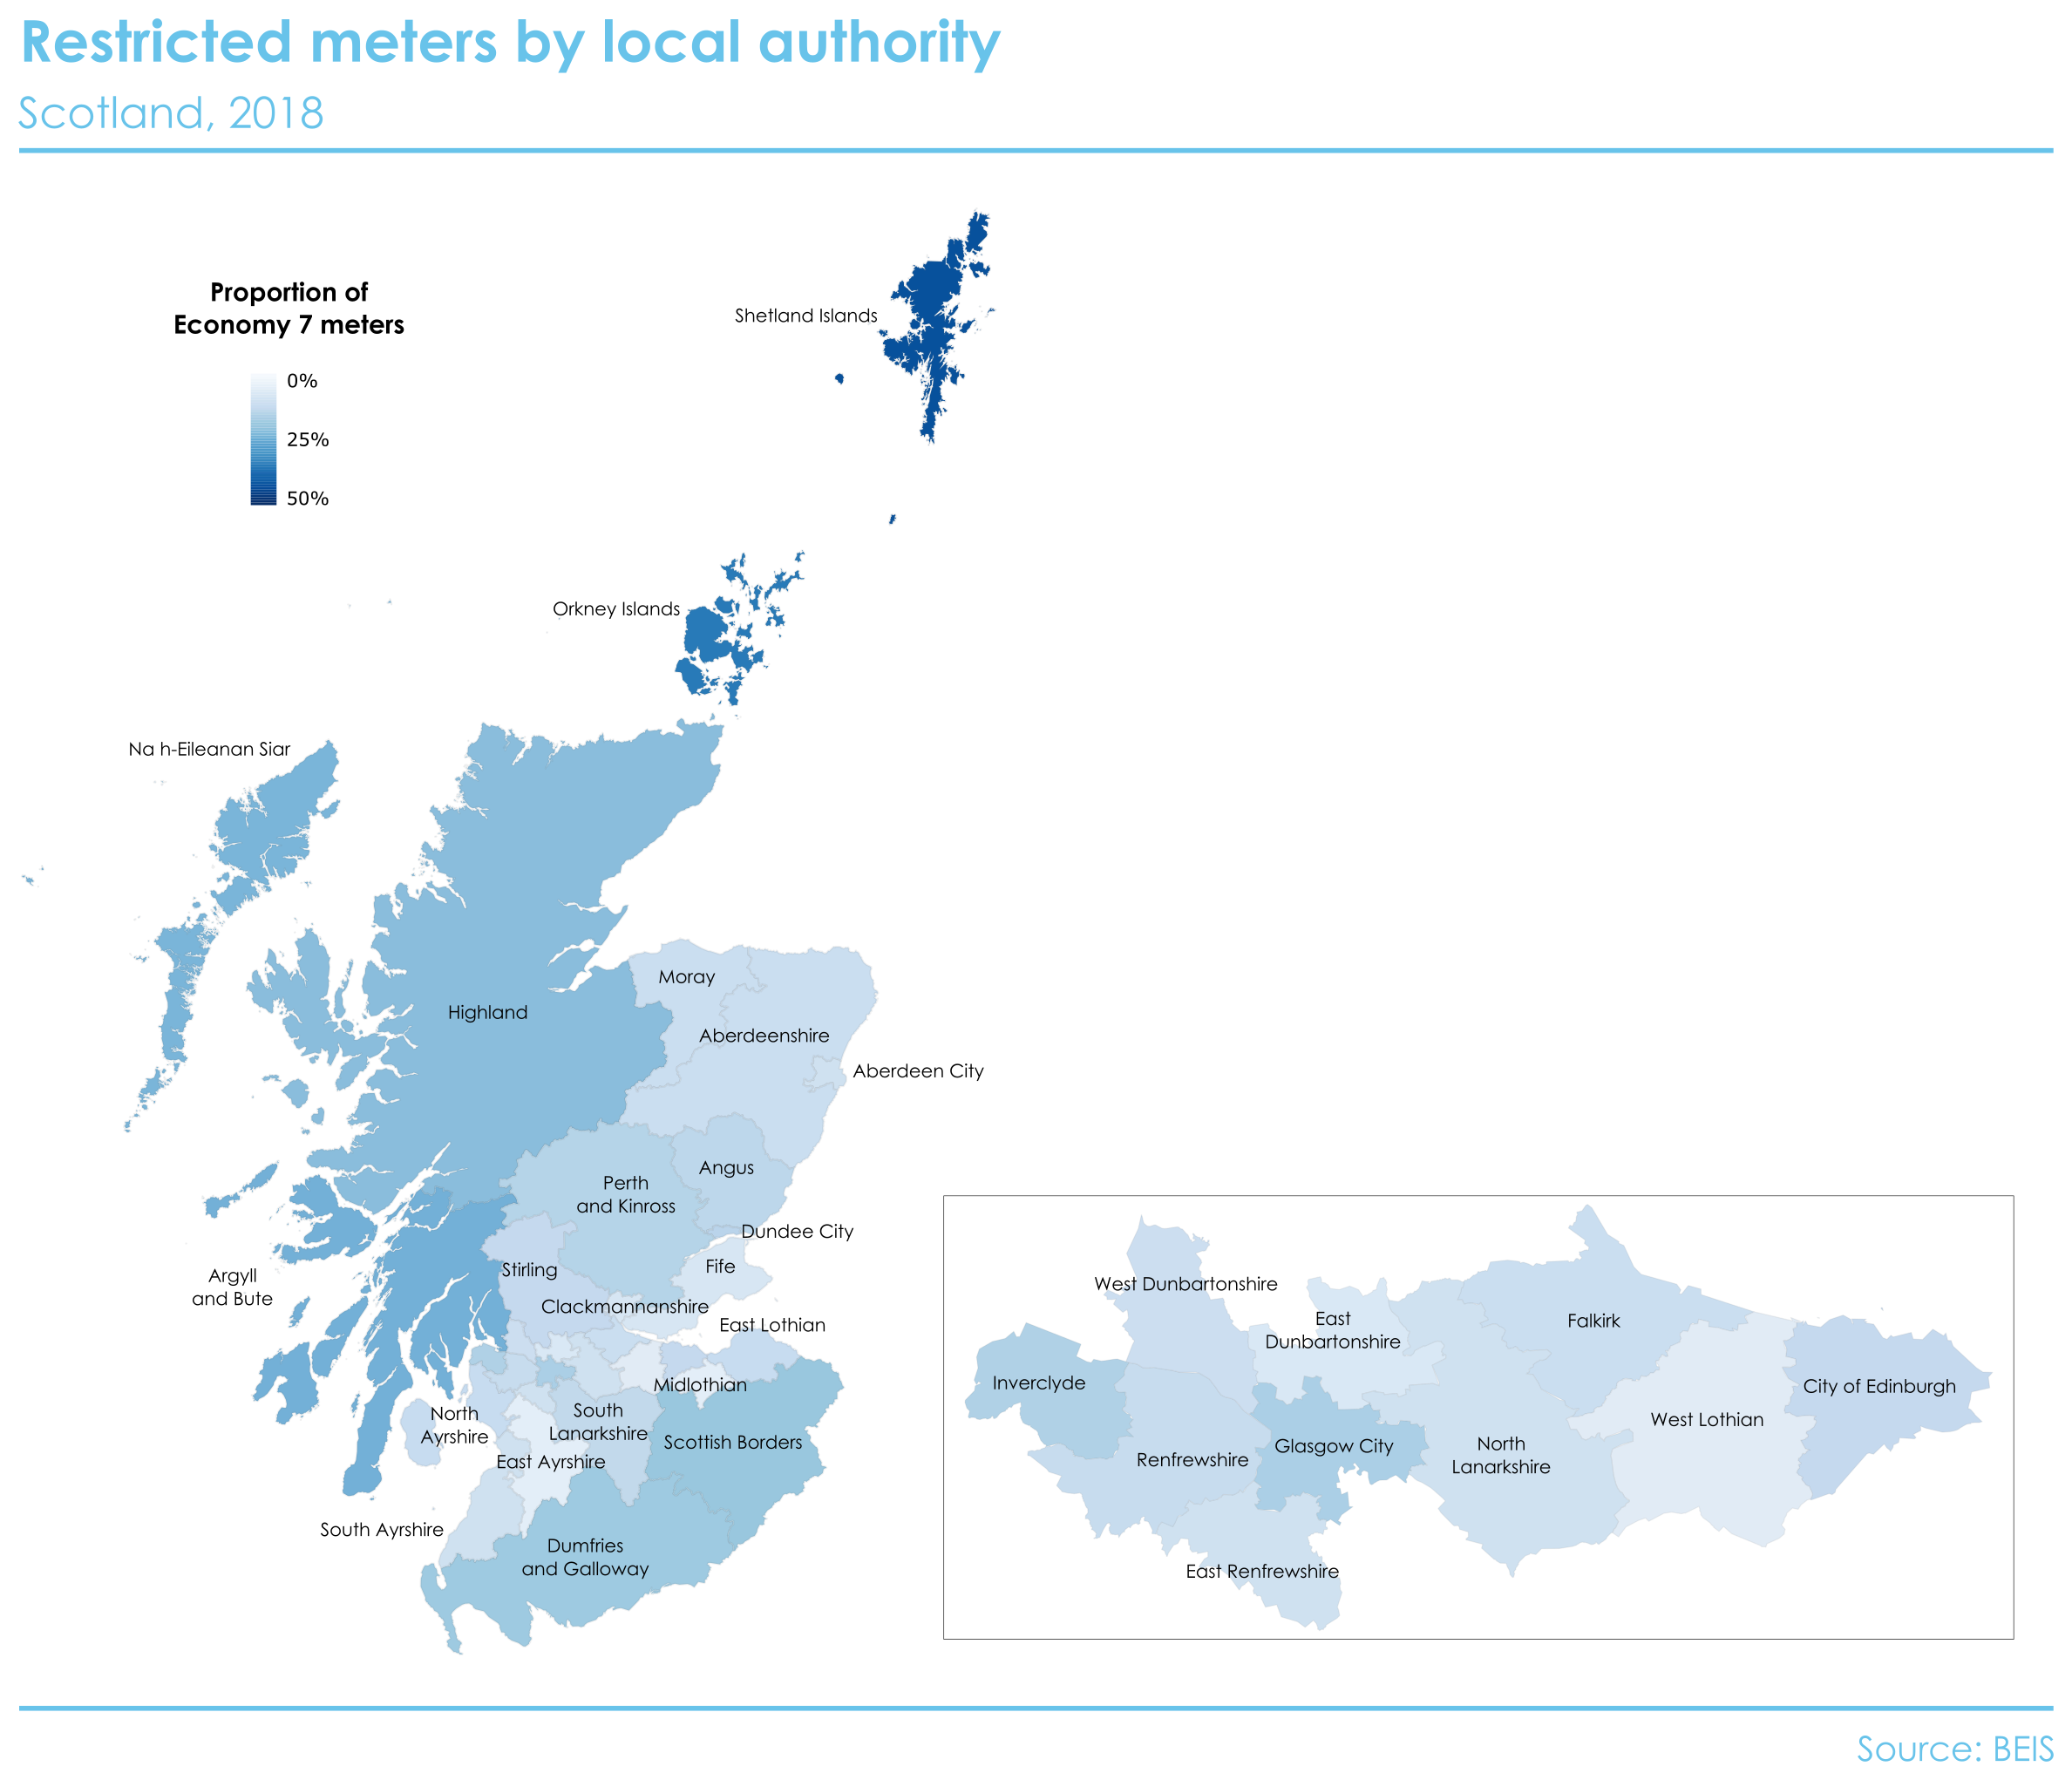 Restricted meters by local authority
Scotland, 2018
Proportion of
Economy 7 meters
0%
25%
50%
Shetland Islands
Orkney Islands
Na h-Eileanan Siar
Highland
Moray
Aberdeenshire
Aberdeen City
Angus
Perth
and Kinross
Dundee City
Fife
Stirling
Argyll
and Bute
Clackmannanshire
East Lothian
Midlothian
North
Ayrshire
South
Lanarkshire
Scottish Borders
East Ayrshire
South Ayrshire
Dumfries
and Galloway
West Dunbartonshire
East
Dunbartonshire
Falkirk
Inverclyde
City of Edinburgh
West Lothian
Renfrewshire
Glasgow City
North
Lanarkshire
East Renfrewshire
Source: BEIS